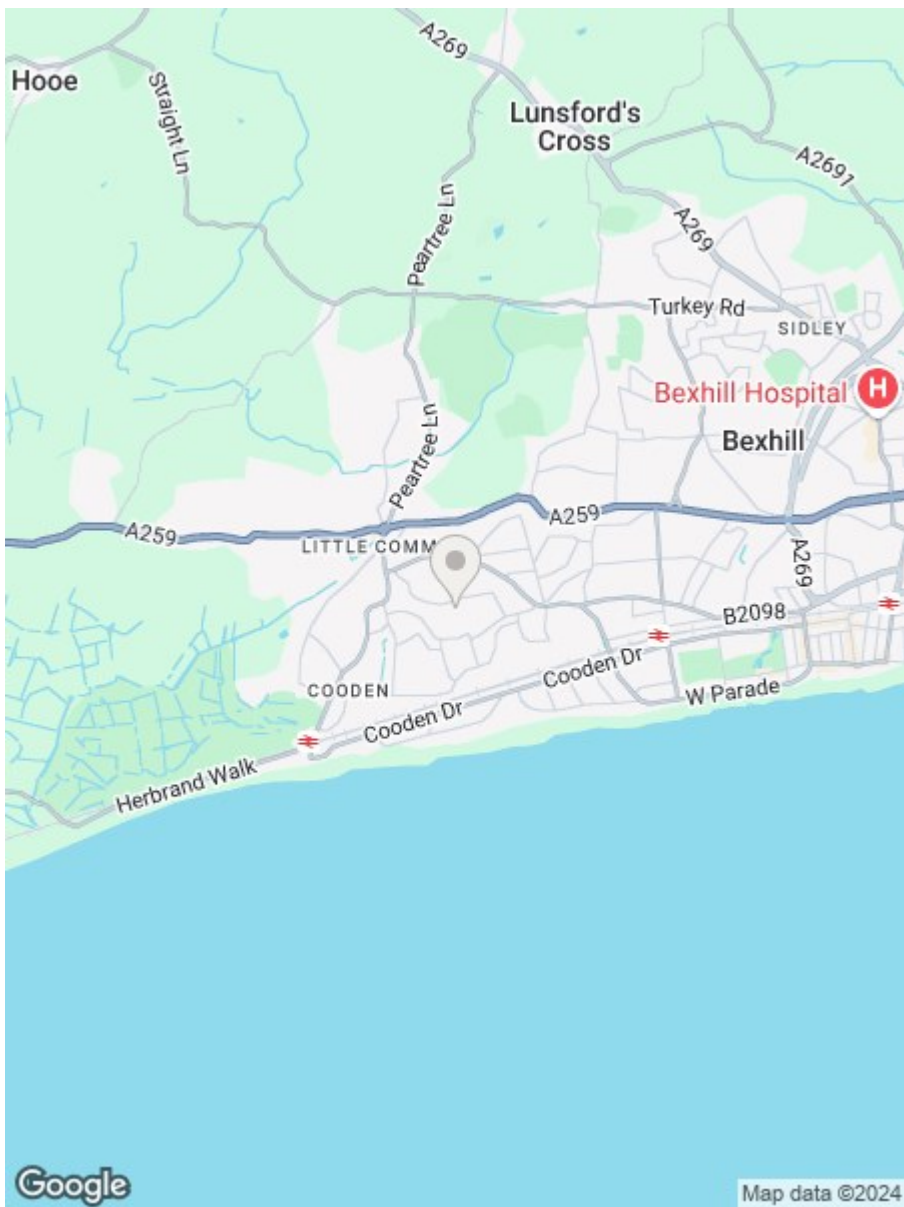 A269
Hooe
Straight Ln
Lunsford's
Cross
A2691
Peartree Ln
A269
Turkey Rd
SIDLEY
Bexhill Hospital
H
Bexhill
Peartree Ln
A259
A259
LITTLE COMM
A269
B2098
Cooden Dr
COODEN
W Parade
Cooden Dr
Herbrand Walk
Google
Map data ©2024